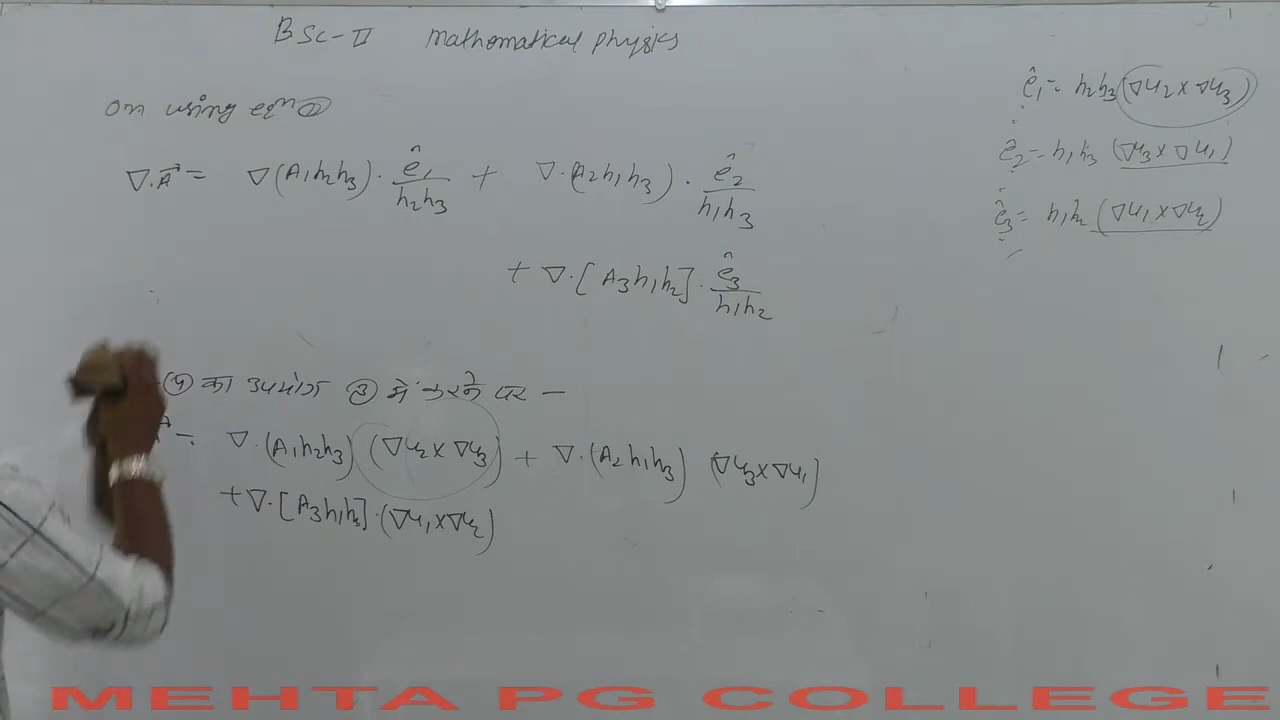 BSc-II Mathematical physics
on using eqn ②
∇·A⃗ = ∇(A₁h₂h₃)· ê₁/h₂h₃ + ∇·(A₂h₁h₃)· ê₂/h₁h₃
+ ∇·[A₃h₁h₂]· ê₃/h₁h₂
का उपयोग ③ में करने पर –
= ∇·(A₁h₂h₃) (∇u₂×∇u₃) + ∇·(A₂h₁h₃) (∇u₃×∇u₁)
+∇·[A₃h₁h₂]·(∇u₁×∇u₂)
ê₁= h₂h₃(∇u₂×∇u₃)
ê₂= h₁h₃ (∇u₃×∇u₁)
ê₃= h₁h₂ (∇u₁×∇u₂)
MEHTA PG COLLEGE